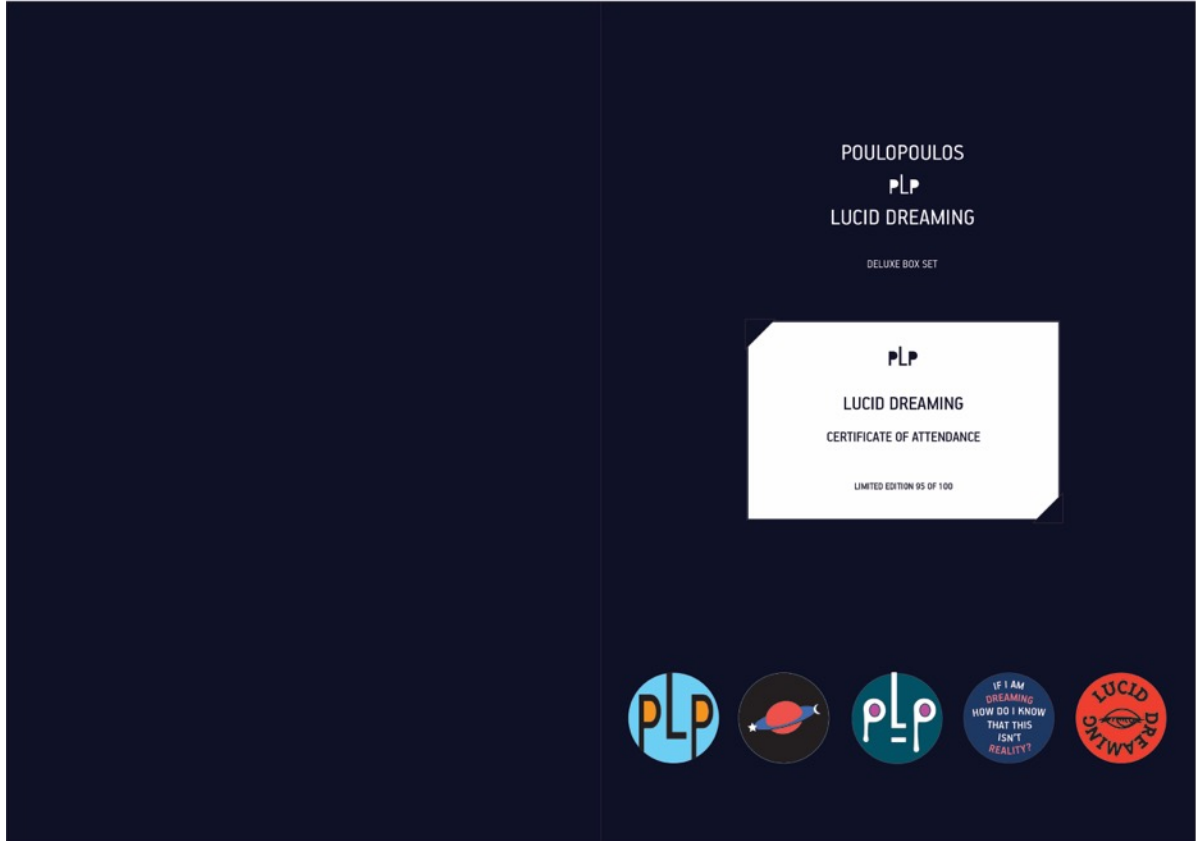 POULOPOULOS
PLP
LUCID DREAMING
DELUXE BOX SET
PLP
LUCID DREAMING
CERTIFICATE OF ATTENDANCE
LIMITED EDITION 95 OF 100
PLP
PLP
IF I AM
DREAMING
HOW DO I KNOW
THAT THIS
ISN'T
REALITY?
LUCID DREAMING